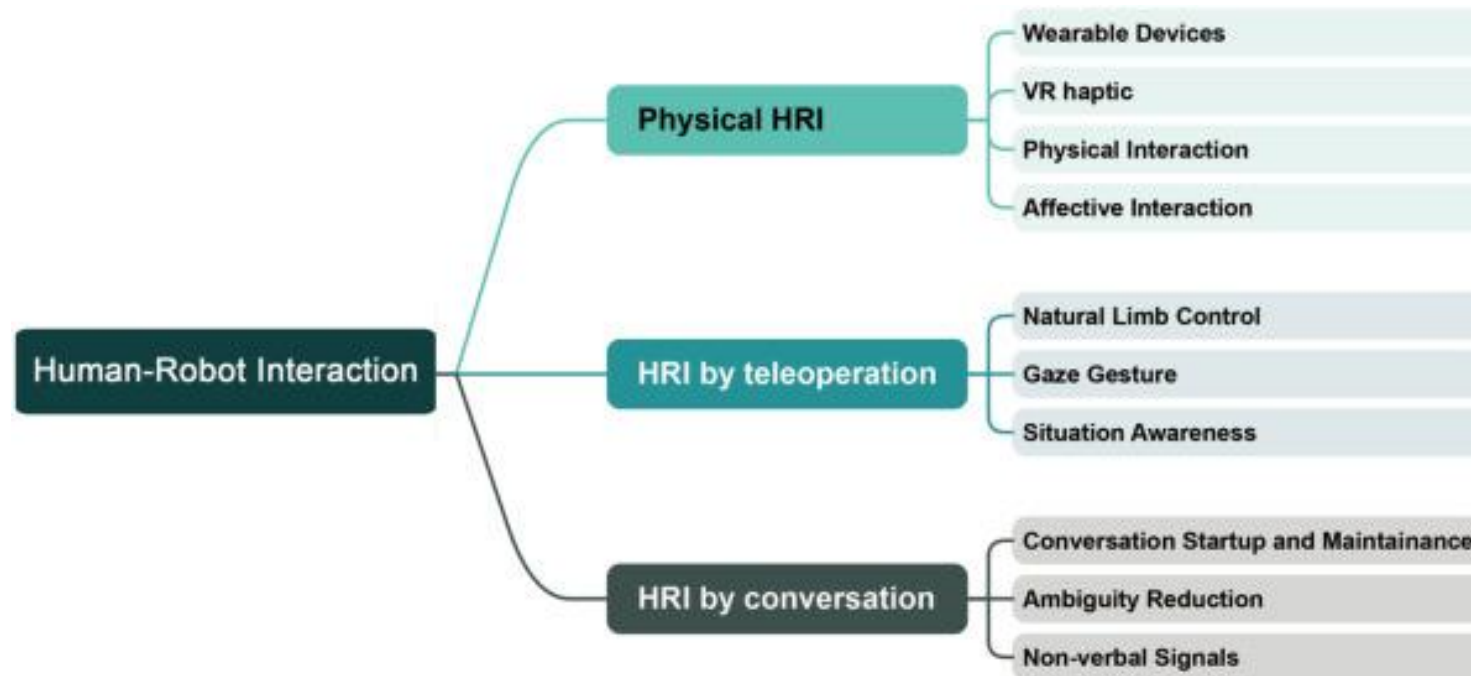 Human-Robot Interaction
Physical HRI
Wearable Devices
VR haptic
Physical Interaction
Affective Interaction
HRI by teleoperation
Natural Limb Control
Gaze Gesture
Situation Awareness
HRI by conversation
Conversation Startup and Maintainance
Ambiguity Reduction
Non-verbal Signals